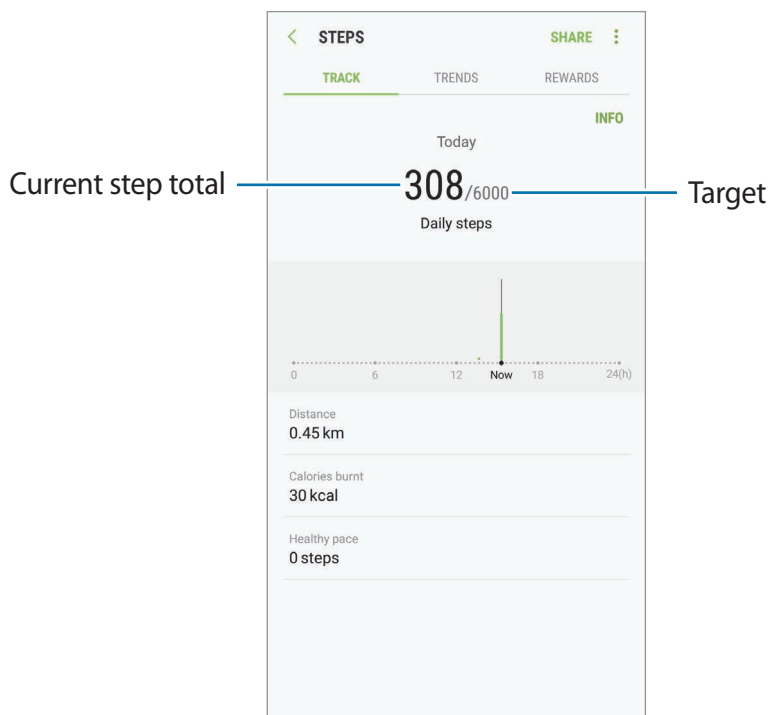 STEPS SHARE
TRACK TRENDS REWARDS
INFO
Today
Current step total 308/6000 Target
Daily steps
0 6 12 Now 18 24(h)
Distance
0.45 km
Calories burnt
30 kcal
Healthy pace
0 steps